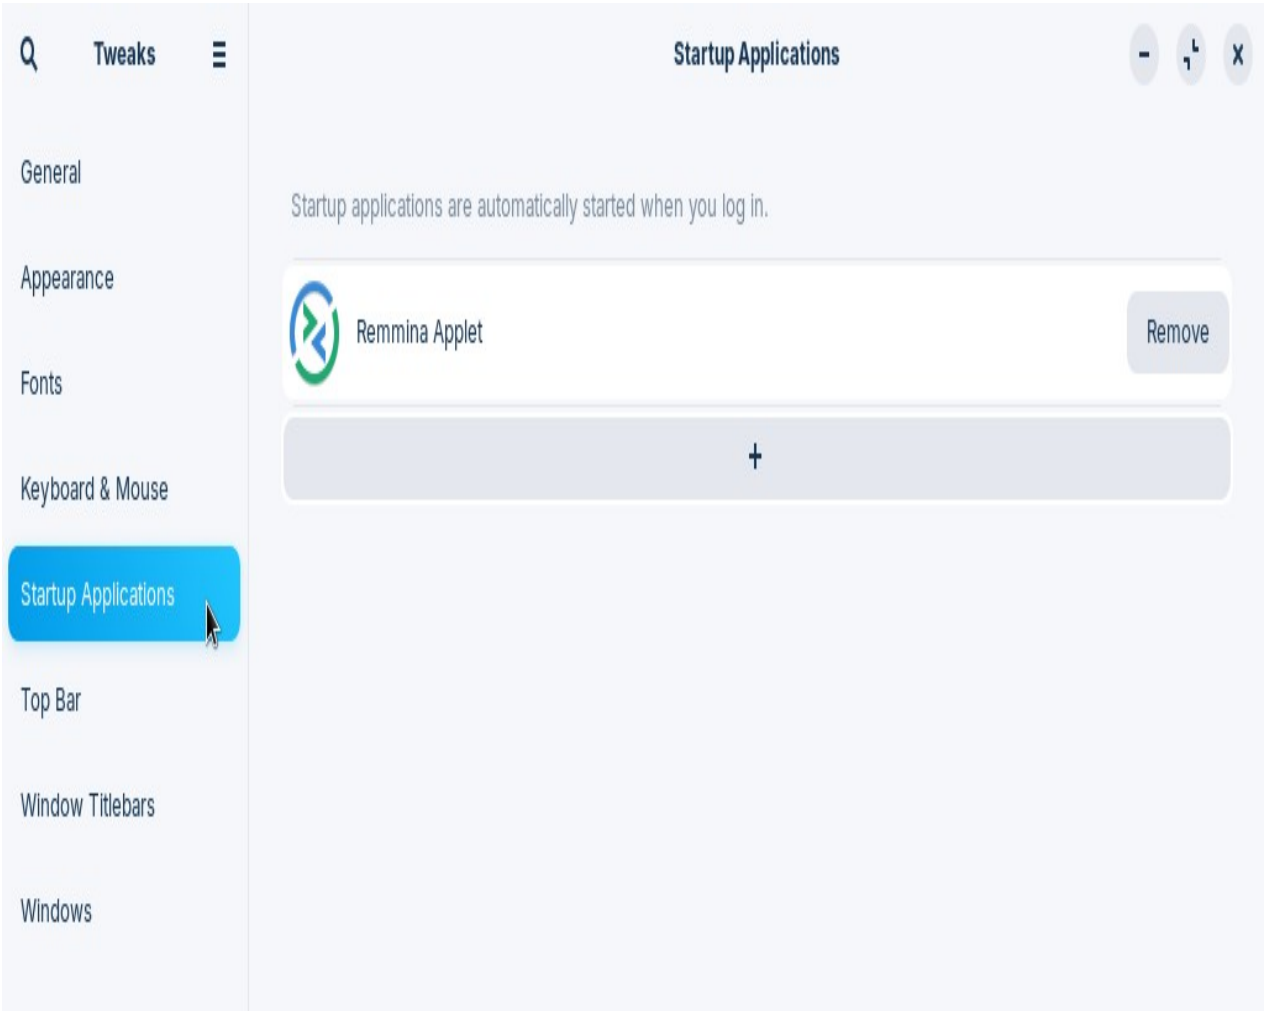 Tweaks
Startup Applications
General
Appearance
Fonts
Keyboard & Mouse
Startup Applications
Top Bar
Window Titlebars
Windows
Startup applications are automatically started when you log in.
Remmina Applet
Remove
+